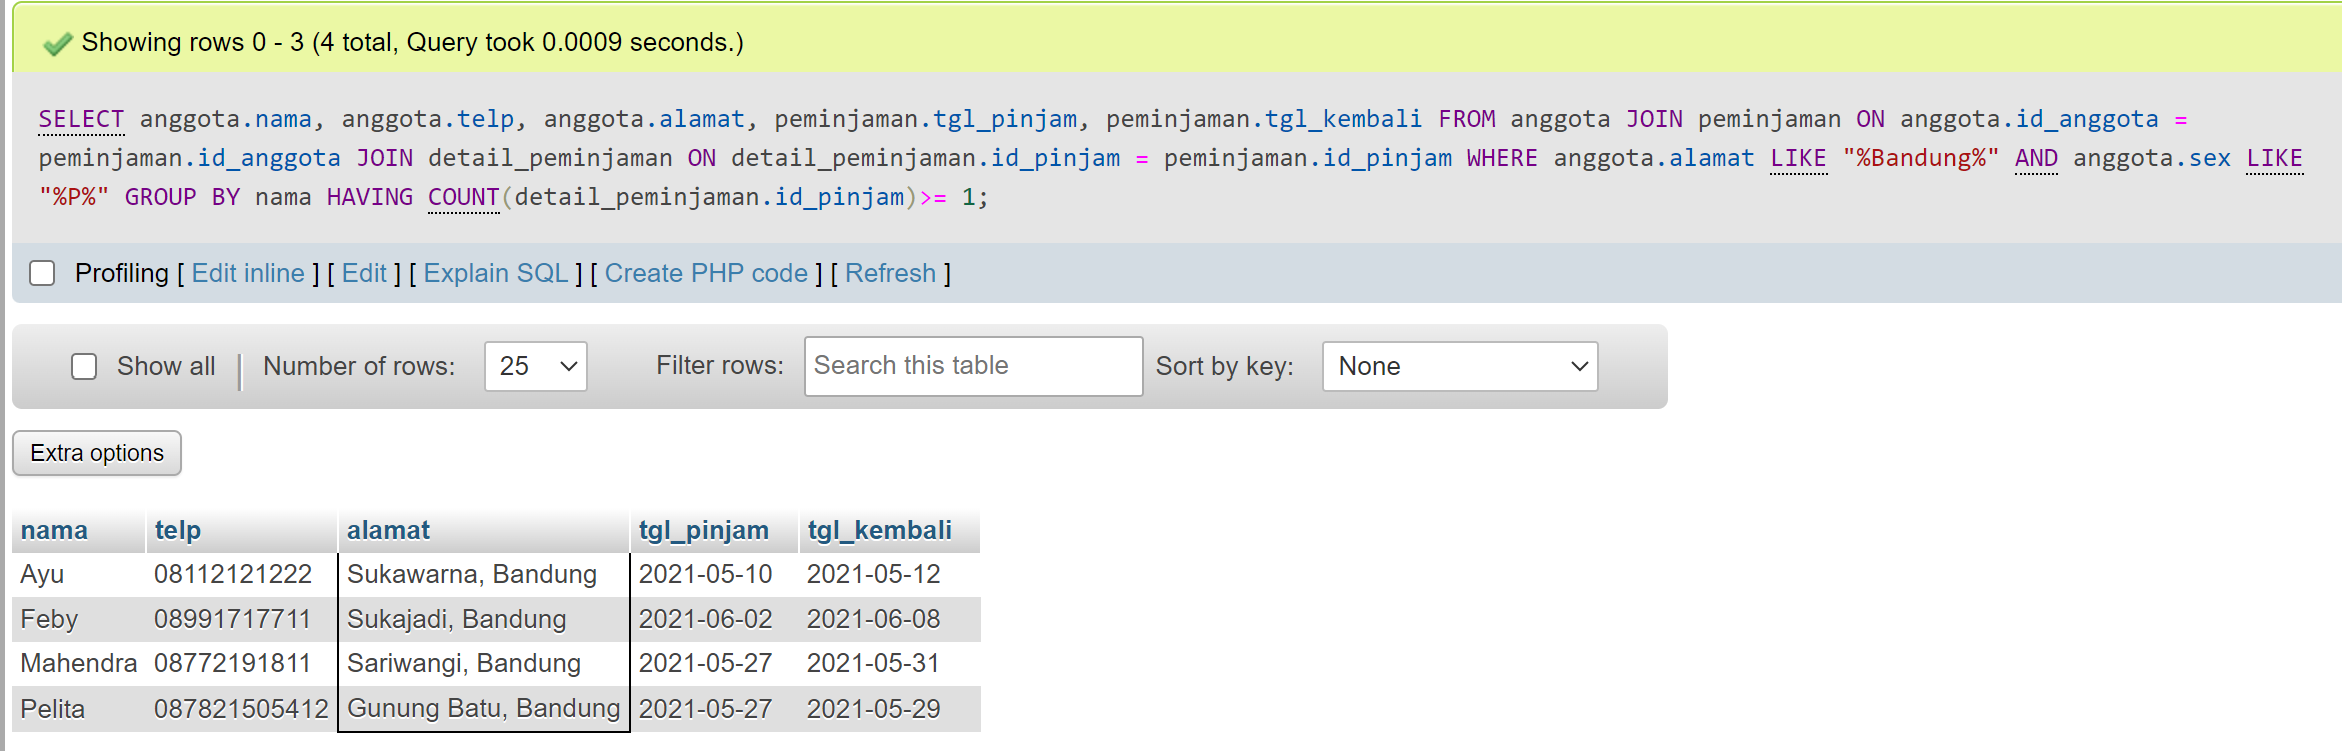 Showing rows 0 - 3 (4 total, Query took 0.0009 seconds.)
SELECT anggota.nama, anggota.telp, anggota.alamat, peminjaman.tgl_pinjam, peminjaman.tgl_kembali FROM anggota JOIN peminjaman ON anggota.id_anggota =
peminjaman.id_anggota JOIN detail_peminjaman ON detail_peminjaman.id_pinjam = peminjaman.id_pinjam WHERE anggota.alamat LIKE "%Bandung%" AND anggota.sex LIKE
"%P%" GROUP BY nama HAVING COUNT(detail_peminjaman.id_pinjam)>= 1;
Profiling [ Edit inline ] [ Edit ] [ Explain SQL ] [ Create PHP code ] [ Refresh ]
Show all | Number of rows: 25 Filter rows: Search this table Sort by key: None
Extra options
nama telp alamat tgl_pinjam tgl_kembali
Ayu 08112121222 Sukawarna, Bandung 2021-05-10 2021-05-12
Feby 08991717711 Sukajadi, Bandung 2021-06-02 2021-06-08
Mahendra 08772191811 Sariwangi, Bandung 2021-05-27 2021-05-31
Pelita 087821505412 Gunung Batu, Bandung 2021-05-27 2021-05-29